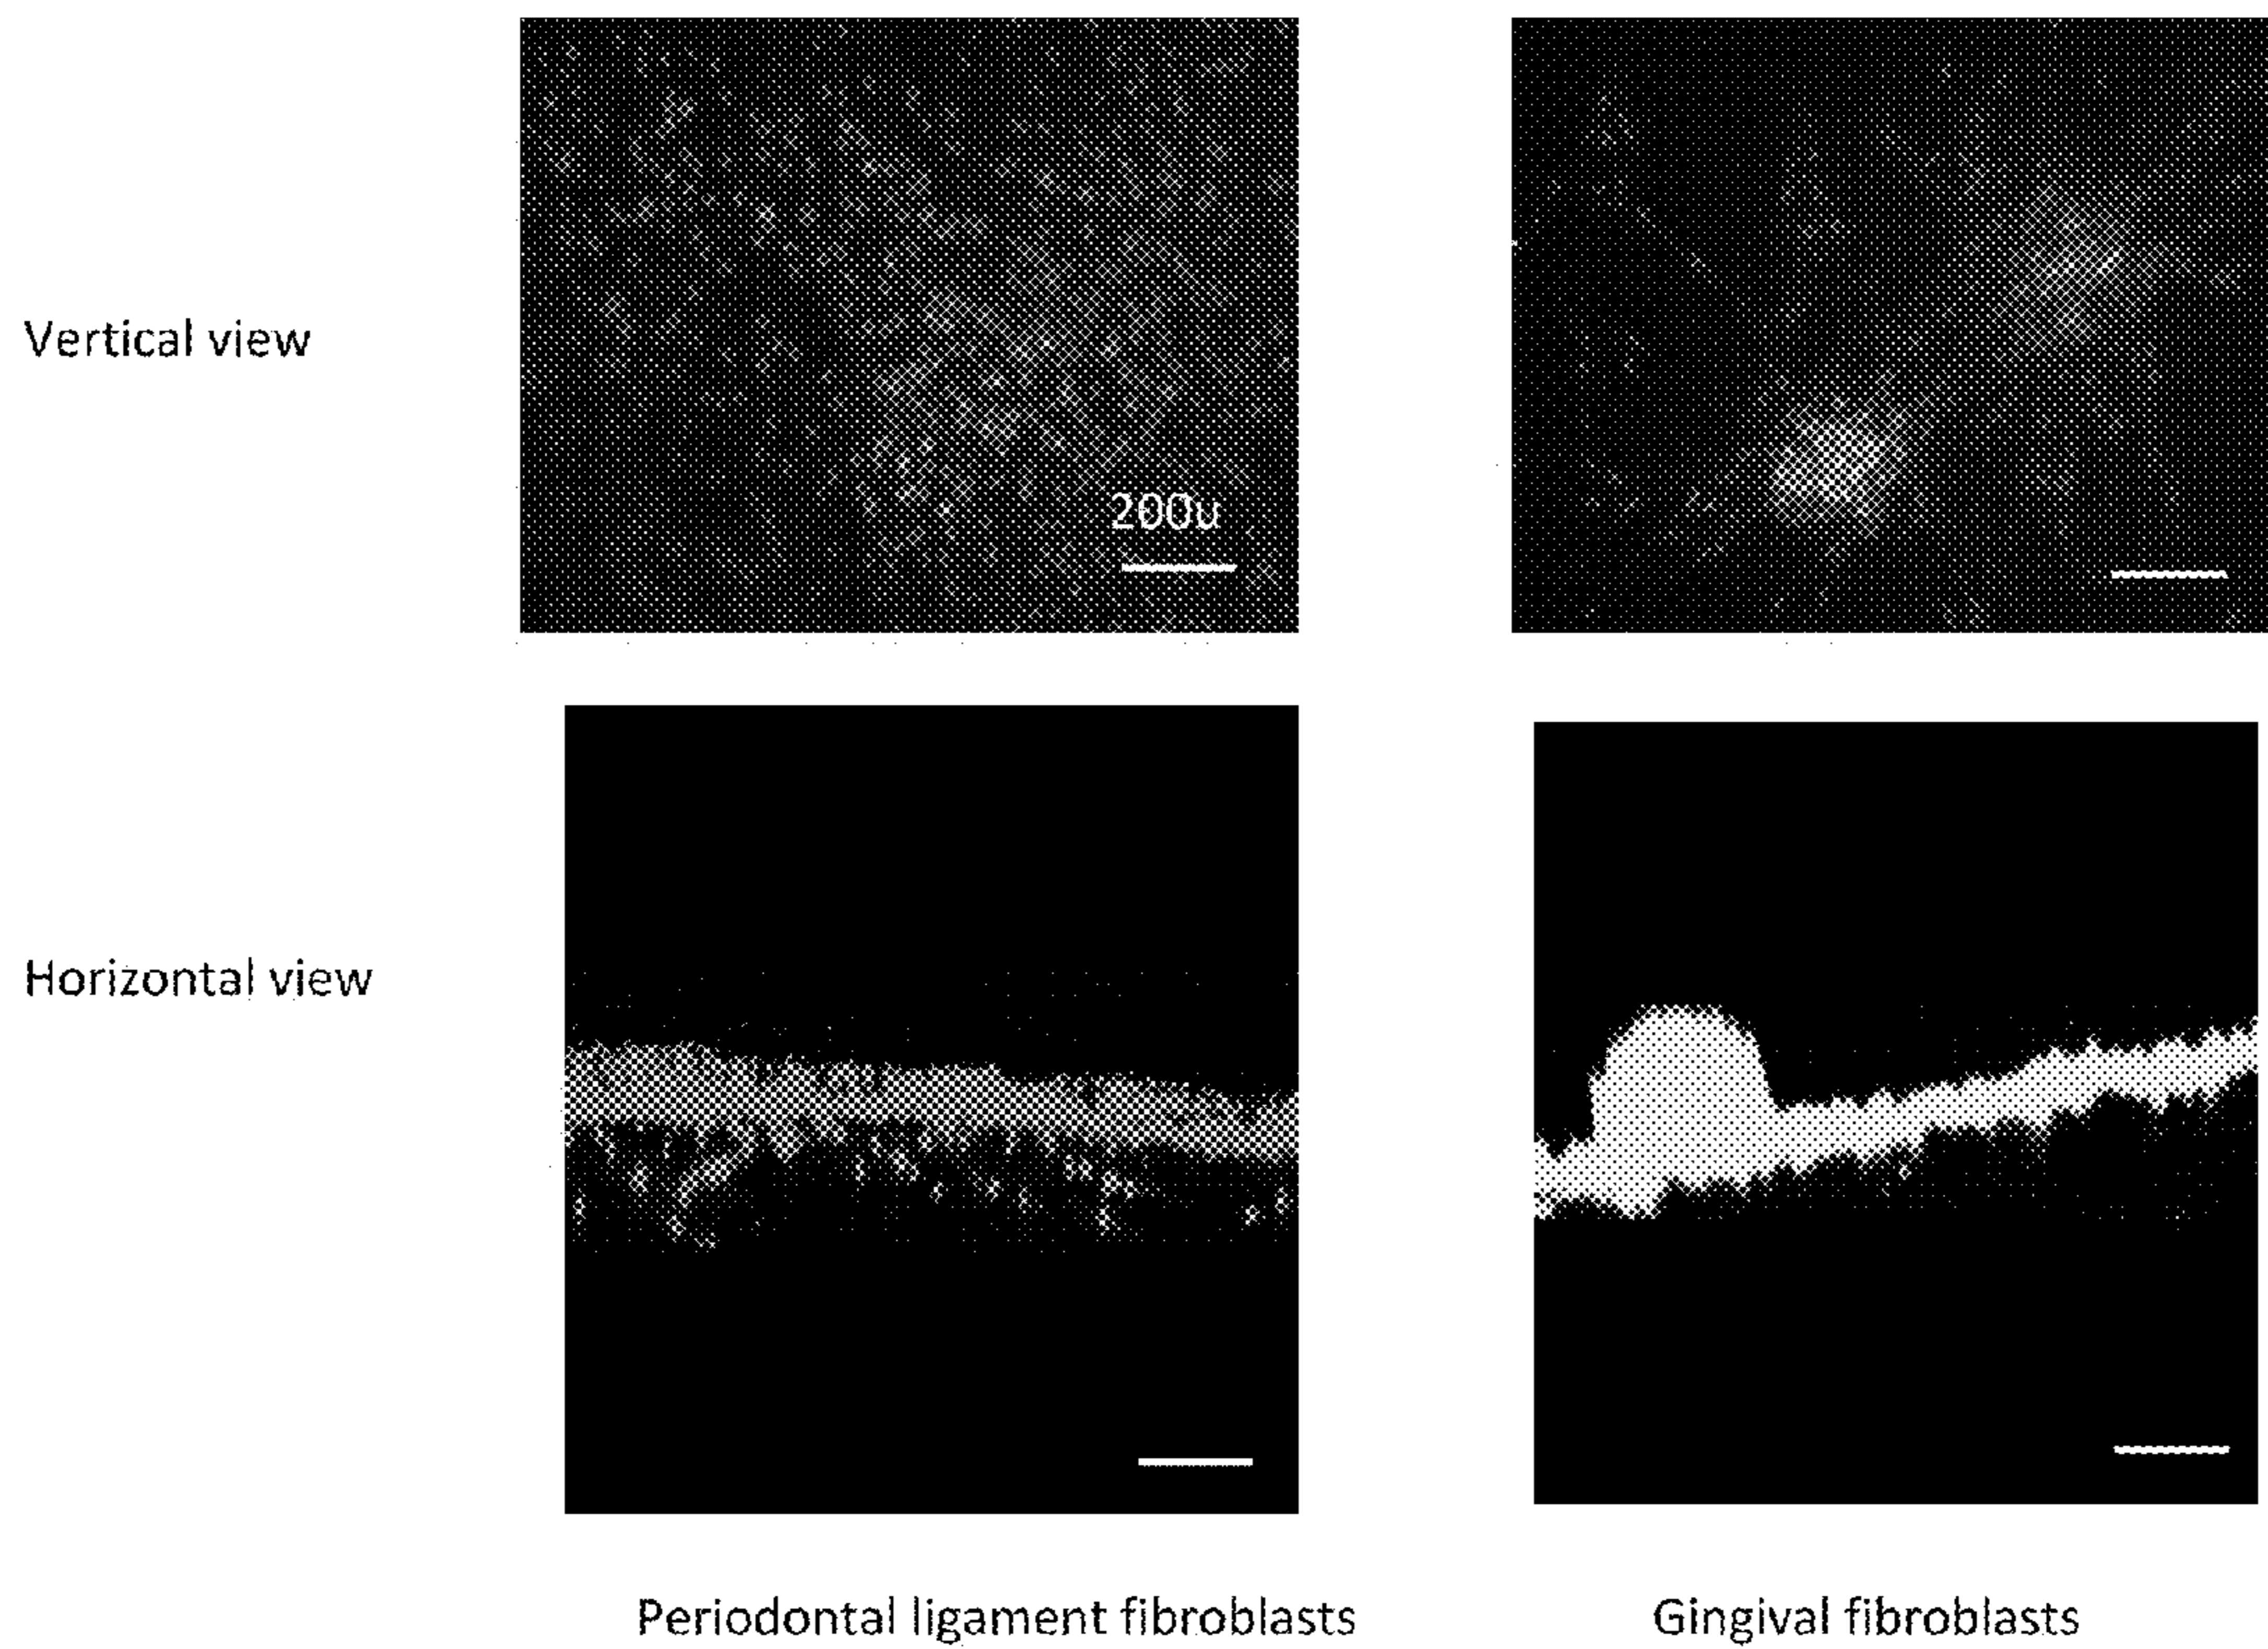 Vertical view
200u
Horizontal view
Periodontal ligament fibroblasts
Gingival fibroblasts